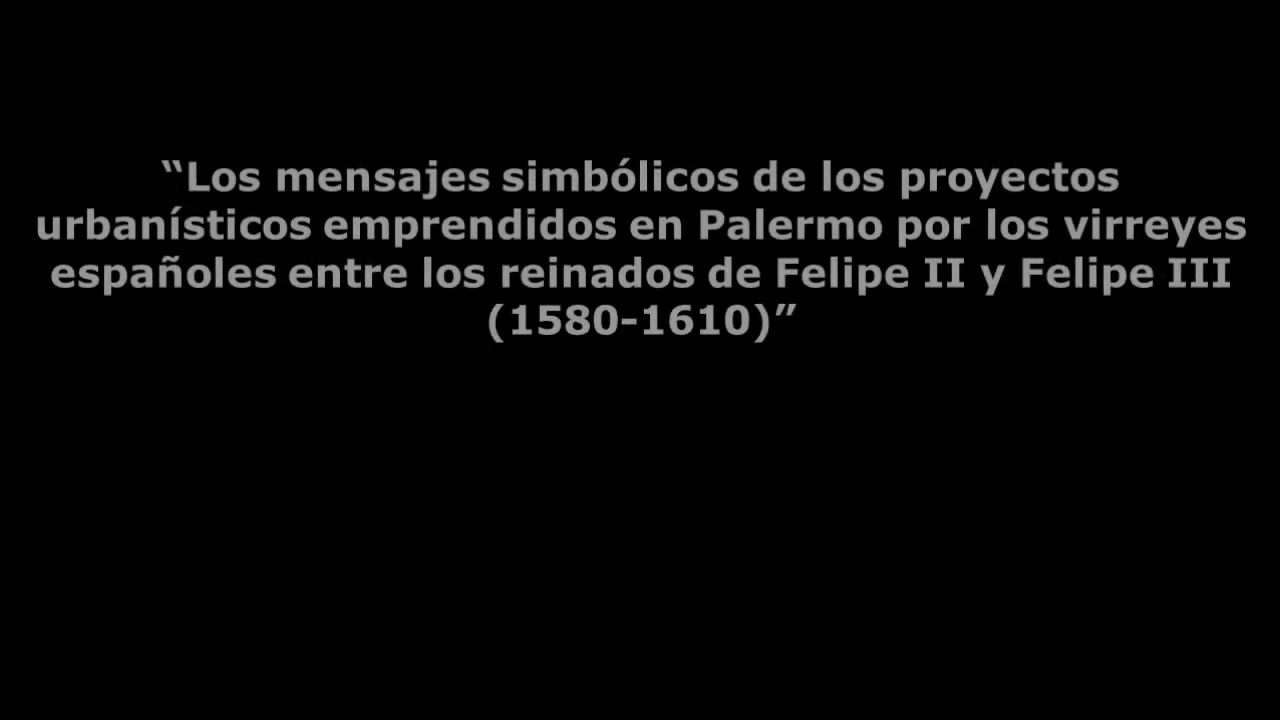 “Los mensajes simbólicos de los proyectos
urbanísticos emprendidos en Palermo por los virreyes
españoles entre los reinados de Felipe II y Felipe III
(1580-1610)”